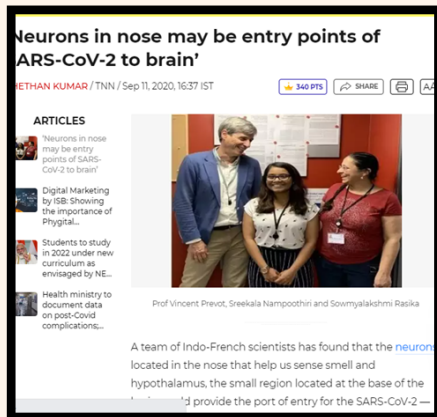 Neurons in nose may be entry points of
SARS-CoV-2 to brain’
CHETHAN KUMAR / TNN / Sep 11, 2020, 16:37 IST
340 PTS
SHARE
AA
ARTICLES
‘Neurons in nose
may be entry
points of SARS-
CoV-2 to brain’
Digital Marketing
by ISB: Showing
the importance of
Phygital...
Students to study
in 2022 under new
curriculum as
envisaged by NE...
Health ministry to
document data
on post-Covid
complications;...
Prof Vincent Prevot, Sreekala Nampoothiri and Sowmyalakshmi Rasika
A team of Indo-French scientists has found that the neurons
located in the nose that help us sense smell and
hypothalamus, the small region located at the base of the
provide the port of entry for the SARS-CoV-2 —